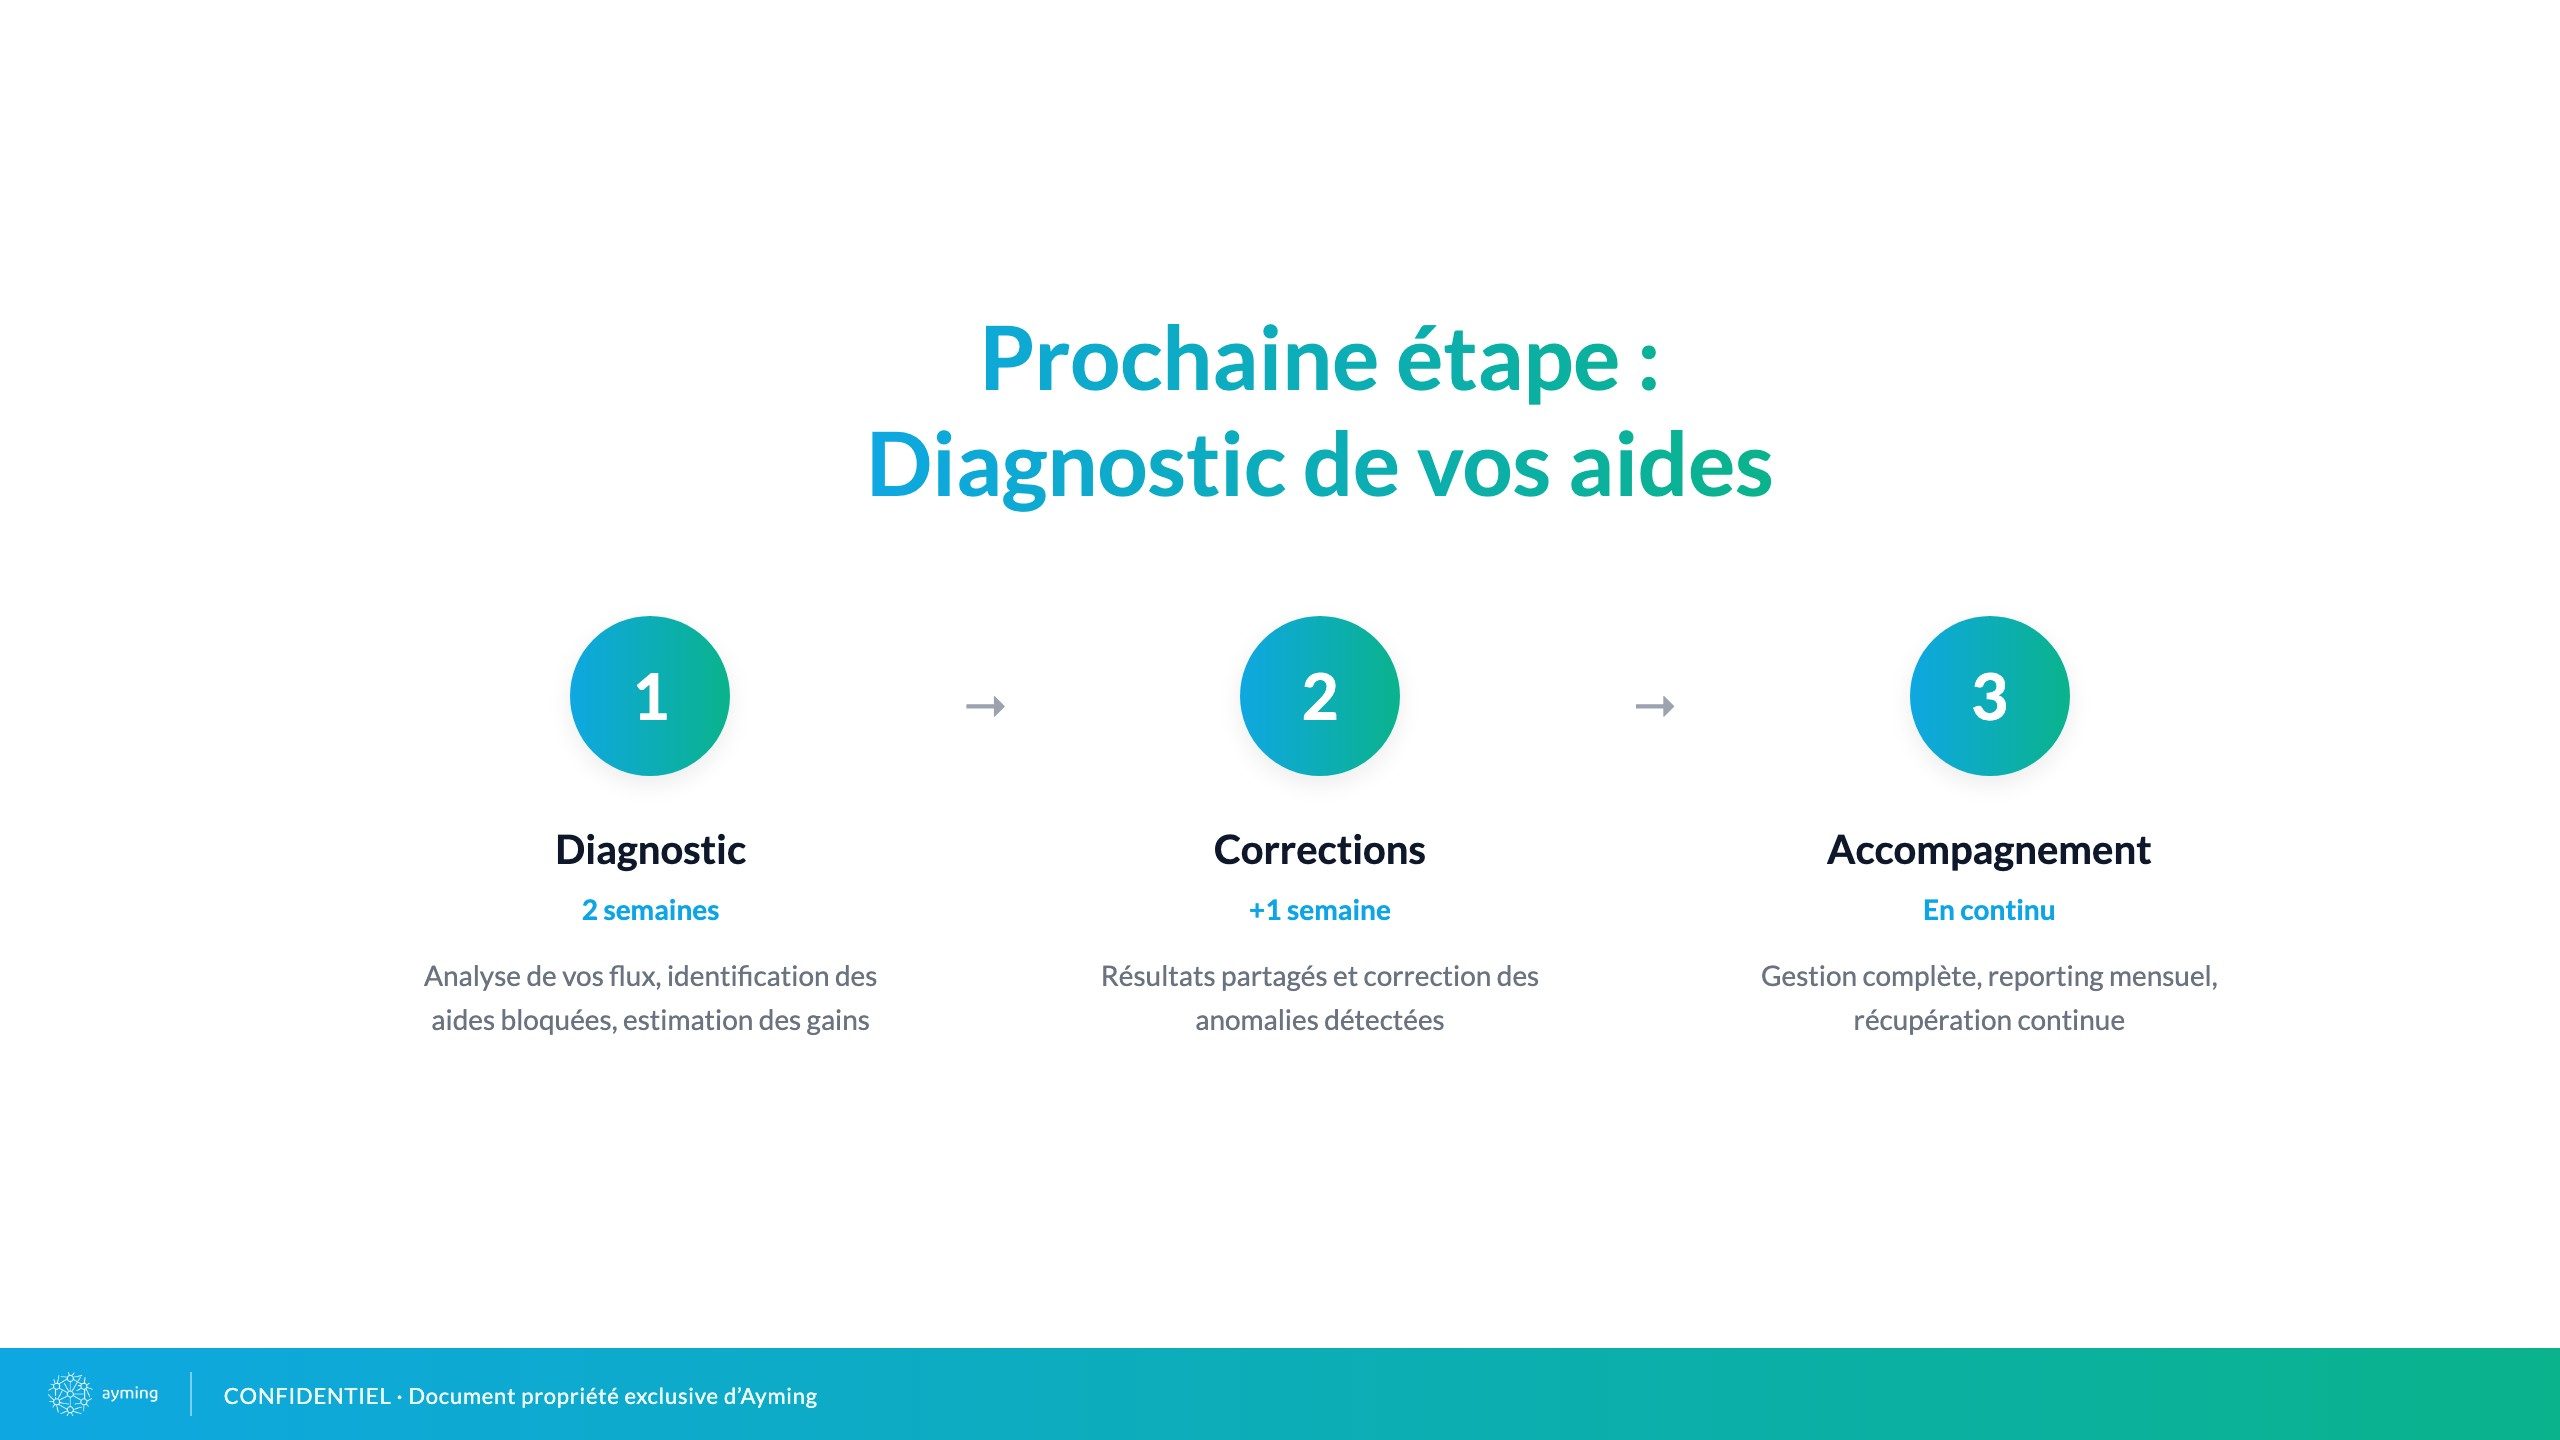 Prochaine étape :
Diagnostic de vos aides
1
→
2
→
3
Diagnostic
2 semaines
Analyse de vos flux, identification des
aides bloquées, estimation des gains
Corrections
+1 semaine
Résultats partagés et correction des
anomalies détectées
Accompagnement
En continu
Gestion complète, reporting mensuel,
récupération continue
ayming
CONFIDENTIEL · Document propriété exclusive d’Ayming